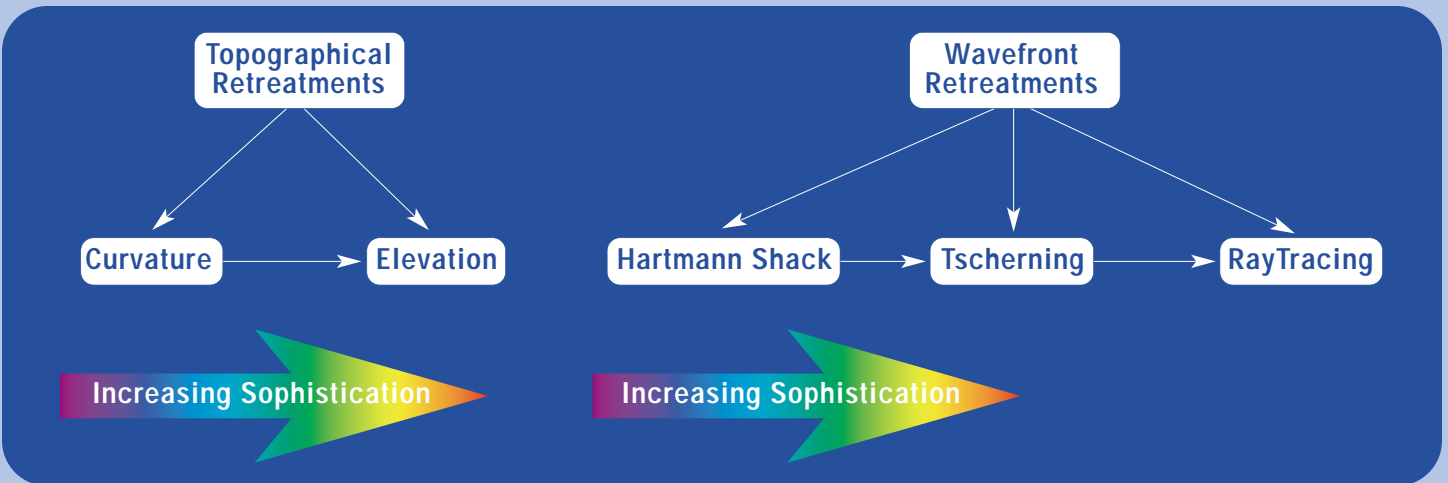 Topographical
Retreatments
Wavefront
Retreatments
Curvature
Elevation
Hartmann Shack
Tscherning
RayTracing
Increasing Sophistication
Increasing Sophistication